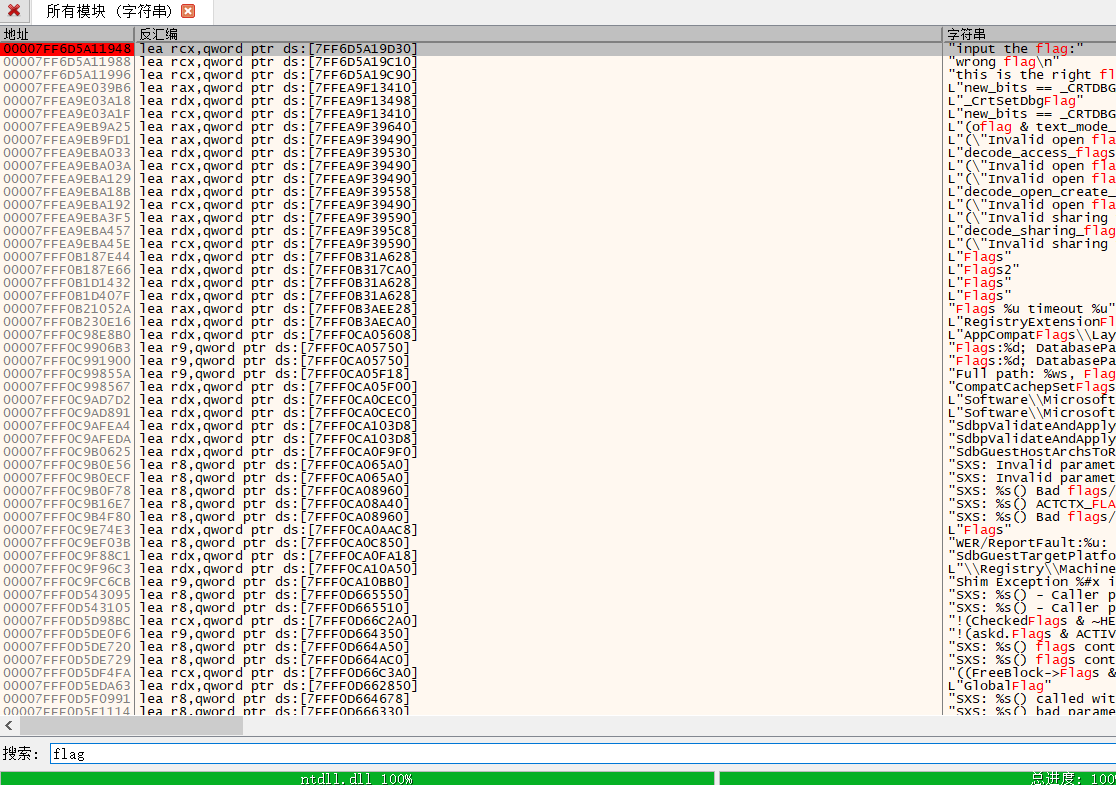 所有模块 (字符串)
地址 反汇编 字符串
00007FF6D5A11948 lea rcx,qword ptr ds:[7FF6D5A19D30] "input the flag:"
00007FF6D5A11988 lea rcx,qword ptr ds:[7FF6D5A19C10] "wrong flag\n"
00007FF6D5A11996 lea rcx,qword ptr ds:[7FF6D5A19C90] "this is the right fl
00007FFEA9E039B6 lea rax,qword ptr ds:[7FFEA9F13410] L"new_bits == _CRTDBG
00007FFEA9E03A18 lea rdx,qword ptr ds:[7FFEA9F13498] L"_CrtSetDbgFlag"
00007FFEA9E03A1F lea rcx,qword ptr ds:[7FFEA9F13410] L"new_bits == _CRTDBG
00007FFEA9EB9A25 lea rax,qword ptr ds:[7FFEA9F39640] L"(oflag & text_mode_
00007FFEA9EB9FD1 lea rax,qword ptr ds:[7FFEA9F39490] L"(\"Invalid open fla
00007FFEA9EBA033 lea rdx,qword ptr ds:[7FFEA9F39530] L"decode_access_flags
00007FFEA9EBA03A lea rcx,qword ptr ds:[7FFEA9F39490] L"(\"Invalid open fla
00007FFEA9EBA129 lea rax,qword ptr ds:[7FFEA9F39490] L"(\"Invalid open fla
00007FFEA9EBA18B lea rdx,qword ptr ds:[7FFEA9F39558] L"decode_open_create_
00007FFEA9EBA192 lea rcx,qword ptr ds:[7FFEA9F39490] L"(\"Invalid open fla
00007FFEA9EBA3F5 lea rax,qword ptr ds:[7FFEA9F39590] L"(\"Invalid sharing
00007FFEA9EBA457 lea rdx,qword ptr ds:[7FFEA9F395C8] L"decode_sharing_flag
00007FFEA9EBA45E lea rcx,qword ptr ds:[7FFEA9F39590] L"(\"Invalid sharing
00007FFF0B187E44 lea rdx,qword ptr ds:[7FFF0B31A628] L"Flags"
00007FFF0B187E66 lea rdx,qword ptr ds:[7FFF0B317CA0] L"Flags2"
00007FFF0B1D1432 lea rdx,qword ptr ds:[7FFF0B31A628] L"Flags"
00007FFF0B1D407F lea rdx,qword ptr ds:[7FFF0B31A628] L"Flags"
00007FFF0B21052A lea rax,qword ptr ds:[7FFF0B3AEE28] "Flags %u timeout %u"
00007FFF0B230E16 lea rdx,qword ptr ds:[7FFF0B3AECA0] L"RegistryExtensionFl
00007FFF0C98E8B0 lea rdx,qword ptr ds:[7FFF0CA05608] L"AppCompatFlags\\Lay
00007FFF0C9906B3 lea r9,qword ptr ds:[7FFF0CA05750] "Flags:%d; DatabasePa
00007FFF0C991900 lea r9,qword ptr ds:[7FFF0CA05750] "Flags:%d; DatabasePa
00007FFF0C99855A lea r9,qword ptr ds:[7FFF0CA05F18] "Full path: %ws, Flag
00007FFF0C998567 lea rdx,qword ptr ds:[7FFF0CA05F00] "CompatCachepSetFlags
00007FFF0C9AD7D2 lea rdx,qword ptr ds:[7FFF0CA0CEC0] L"Software\\Microsoft
00007FFF0C9AD891 lea rdx,qword ptr ds:[7FFF0CA0CEC0] L"Software\\Microsoft
00007FFF0C9AFEA4 lea rdx,qword ptr ds:[7FFF0CA103D8] "SdbpValidateAndApply
00007FFF0C9AFEDA lea rdx,qword ptr ds:[7FFF0CA103D8] "SdbpValidateAndApply
00007FFF0C9B0625 lea rdx,qword ptr ds:[7FFF0CA0F9F0] "SdbGuestHostArchsToR
00007FFF0C9B0E56 lea r8,qword ptr ds:[7FFF0CA065A0] "SXS: Invalid paramet
00007FFF0C9B0ECF lea r8,qword ptr ds:[7FFF0CA065A0] "SXS: Invalid paramet
00007FFF0C9B0F78 lea r8,qword ptr ds:[7FFF0CA08960] "SXS: %s() Bad flags/
00007FFF0C9B16E7 lea r8,qword ptr ds:[7FFF0CA08A40] "SXS: %s() ACTCTX_FLA
00007FFF0C9B4F80 lea r8,qword ptr ds:[7FFF0CA08960] "SXS: %s() Bad flags/
00007FFF0C9E74E3 lea rdx,qword ptr ds:[7FFF0CA0AAC8] L"Flags"
00007FFF0C9EF03B lea r8,qword ptr ds:[7FFF0CA0C850] "WER/ReportFault:%u:
00007FFF0C9F88C1 lea rdx,qword ptr ds:[7FFF0CA0FA18] "SdbGuestTargetPlatfo
00007FFF0C9F96C3 lea rdx,qword ptr ds:[7FFF0CA10A50] L"\\Registry\\Machine
00007FFF0C9FC6CB lea r9,qword ptr ds:[7FFF0CA10BB0] "Shim Exception %#x i
00007FFF0D543095 lea r8,qword ptr ds:[7FFF0D665550] "SXS: %s() - Caller p
00007FFF0D543105 lea r8,qword ptr ds:[7FFF0D665510] "SXS: %s() - Caller p
00007FFF0D5D98BC lea rcx,qword ptr ds:[7FFF0D66C2A0] "!(CheckedFlags & ~HE
00007FFF0D5DE0F6 lea r9,qword ptr ds:[7FFF0D664350] "!(askd.Flags & ACTIV
00007FFF0D5DE720 lea r8,qword ptr ds:[7FFF0D664A50] "SXS: %s() flags cont
00007FFF0D5DE729 lea r8,qword ptr ds:[7FFF0D664AC0] "SXS: %s() flags cont
00007FFF0D5DF4FA lea rcx,qword ptr ds:[7FFF0D66C3A0] "((FreeBlock->Flags &
00007FFF0D5EDA63 lea rdx,qword ptr ds:[7FFF0D662850] L"GlobalFlag"
00007FFF0D5F0991 lea r8,qword ptr ds:[7FFF0D664678] "SXS: %s() called wit
00007FFF0D5F1114 lea r8,qword ptr ds:[7FFF0D666330] "SXS: %s() bad parame
搜索: flag
ntdll.dll 100% 总进度: 100